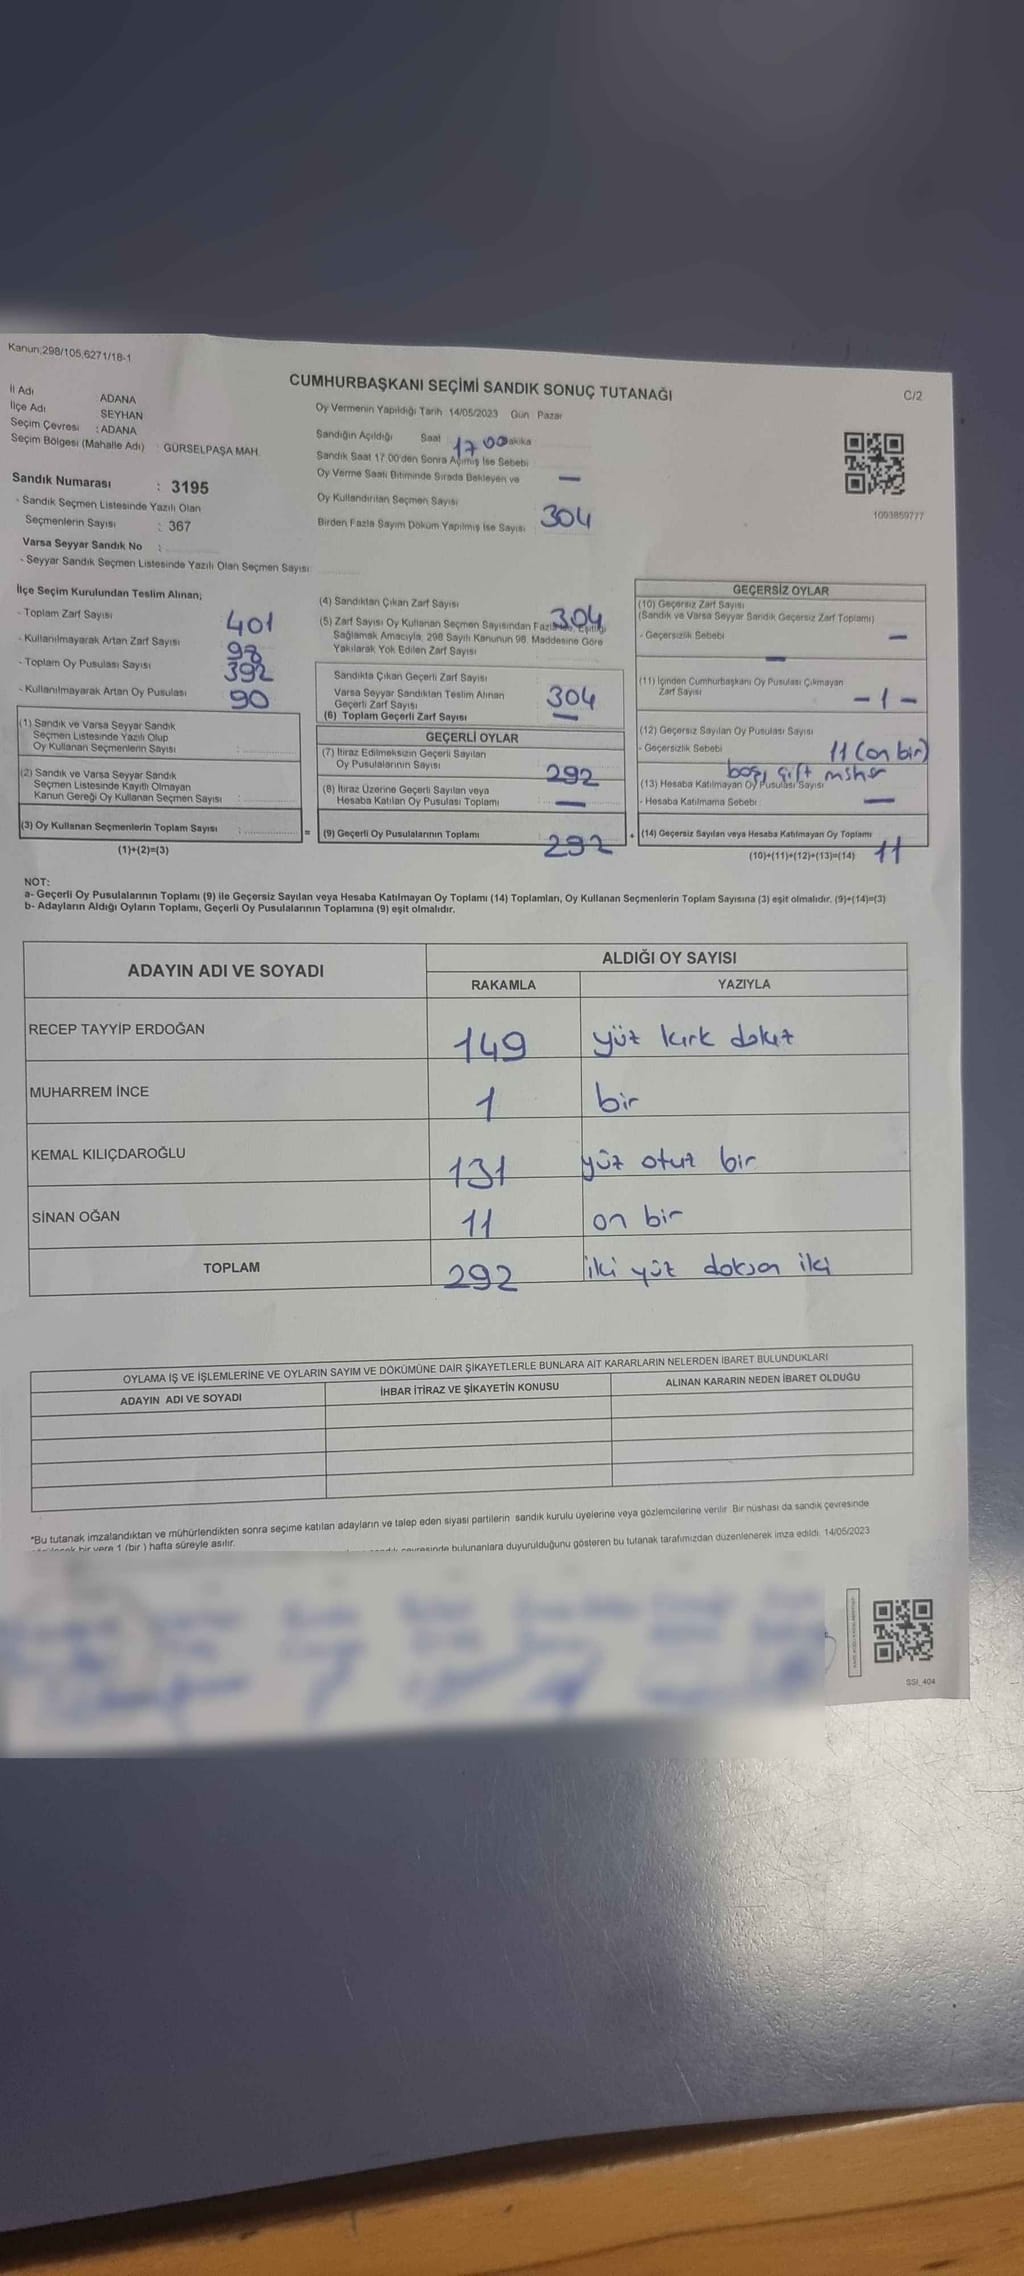 Kanun;298/105,6271/18-1
CUMHURBAŞKANI SEÇİMİ SANDIK SONUÇ TUTANAĞI
C/2
İl Adı ADANA
İlçe Adı SEYHAN
Seçim Çevresi : ADANA
Seçim Bölgesi (Mahalle Adı) : GÜRSELPAŞA MAH.
Sandık Numarası : 3195
- Sandık Seçmen Listesinde Yazılı Olan
Seçmenlerin Sayısı : 367
Varsa Seyyar Sandık No :
- Seyyar Sandık Seçmen Listesinde Yazılı Olan Seçmen Sayısı
Oy Vermenin Yapıldığı Tarih 14/05/2023 Gün Pazar
Sandığın Açıldığı Saat 17 00 Dakika
Sandık Saat 17:00'den Sonra Açılmış İse Sebebi
Oy Verme Saati Bitiminde Sırada Bekleyen ve —
Oy Kullandırılan Seçmen Sayısı
Birden Fazla Sayım Döküm Yapılmış İse Sayısı 304
1093859777
İlçe Seçim Kurulundan Teslim Alınan;
- Toplam Zarf Sayısı 401
- Kullanılmayarak Artan Zarf Sayısı
- Toplam Oy Pusulası Sayısı 392
- Kullanılmayarak Artan Oy Pusulası 90
(1) Sandık ve Varsa Seyyar Sandık
Seçmen Listesinde Yazılı Olup
Oy Kullanan Seçmenlerin Sayısı :
(2) Sandık ve Varsa Seyyar Sandık
Seçmen Listesinde Kayıtlı Olmayan
Kanun Gereği Oy Kullanan Seçmen Sayısı :
(3) Oy Kullanan Seçmenlerin Toplam Sayısı :
(1)+(2)=(3)
(4) Sandıktan Çıkan Zarf Sayısı 304
(5) Zarf Sayısı Oy Kullanan Seçmen Sayısından Fazla İse, Eşitliği
Sağlamak Amacıyla, 298 Sayılı Kanunun 98. Maddesine Göre
Yakılarak Yok Edilen Zarf Sayısı
Sandıkta Çıkan Geçerli Zarf Sayısı
Varsa Seyyar Sandıktan Teslim Alınan 304
Geçerli Zarf Sayısı
(6) Toplam Geçerli Zarf Sayısı —
=
GEÇERLİ OYLAR
(7) İtiraz Edilmeksizin Geçerli Sayılan
Oy Pusulalarının Sayısı 292
(8) İtiraz Üzerine Geçerli Sayılan veya
Hesaba Katılan Oy Pusulası Toplamı —
(9) Geçerli Oy Pusulalarının Toplamı 292
+
GEÇERSİZ OYLAR
(10) Geçersiz Zarf Sayısı
(Sandık ve Varsa Seyyar Sandık Geçersiz Zarf Toplamı)
- Geçersizlik Sebebi —
—
(11) İçinden Cumhurbaşkanı Oy Pusulası Çıkmayan
Zarf Sayısı -1-
(12) Geçersiz Sayılan Oy Pusulası Sayısı
- Geçersizlik Sebebi 11 (on bir)
boş, çift mühür
(13) Hesaba Katılmayan Oy Pusulası Sayısı
- Hesaba Katılmama Sebebi —
(14) Geçersiz Sayılan veya Hesaba Katılmayan Oy Toplamı
(10)+(11)+(12)+(13)=(14) 11
NOT:
a- Geçerli Oy Pusulalarının Toplamı (9) ile Geçersiz Sayılan veya Hesaba Katılmayan Oy Toplamı (14) Toplamları, Oy Kullanan Seçmenlerin Toplam Sayısına (3) eşit olmalıdır. (9)+(14)=(3)
b- Adayların Aldığı Oyların Toplamı, Geçerli Oy Pusulalarının Toplamına (9) eşit olmalıdır.
ADAYIN ADI VE SOYADI ALDIĞI OY SAYISI
RAKAMLA YAZIYLA
RECEP TAYYİP ERDOĞAN 149 yüz kırk dokuz
MUHARREM İNCE 1 bir
KEMAL KILIÇDAROĞLU 131 yüz otuz bir
SİNAN OĞAN 11 on bir
TOPLAM 292 iki yüz doksan iki
OYLAMA İŞ VE İŞLEMLERİNE VE OYLARIN SAYIM VE DÖKÜMÜNE DAİR ŞİKAYETLERLE BUNLARA AİT KARARLARIN NELERDEN İBARET BULUNDUKLARI
ADAYIN ADI VE SOYADI İHBAR İTİRAZ VE ŞİKAYETİN KONUSU ALINAN KARARIN NEDEN İBARET OLDUĞU
"Bu tutanak imzalandıktan ve mühürlendikten sonra seçime katılan adayların ve talep eden siyasi partilerin sandık kurulu üyelerine veya gözlemcilerine verilir. Bir nüshası da sandık çevresinde
bir yere 1 (bir) hafta süreyle asılır.
bulunanlara duyurulduğunu gösteren bu tutanak tarafımızdan düzenlenerek imza edildi. 14/05/2023
SSI_404